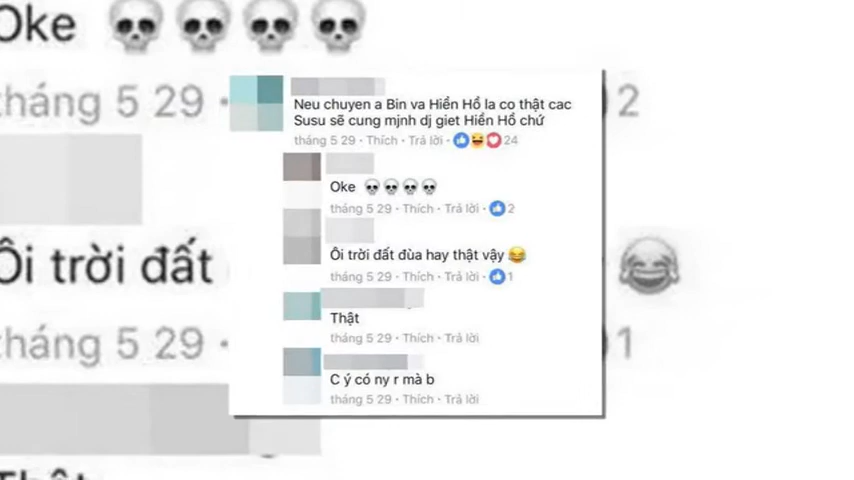 Oke 💀💀💀💀
tháng 5 29 ·
2
Neu chuyen a Bin va Hiền Hồ la co thật cac
Susu sẽ cung mjnh dj giet Hiền Hồ chứ
tháng 5 29 · Thích · Trả lời · 24
Oke 💀💀💀💀
tháng 5 29 · Thích · Trả lời · 2
Ôi trời đất đùa hay thật vậy 😂
tháng 5 29 · Thích · Trả lời · 1
Thật
tháng 5 29 · Thích · Trả lời
C ý có ny r mà b
tháng 5 29 · Thích · Trả lời
Ôi trời đất
😂
tháng 5 29 ·
1
Thật